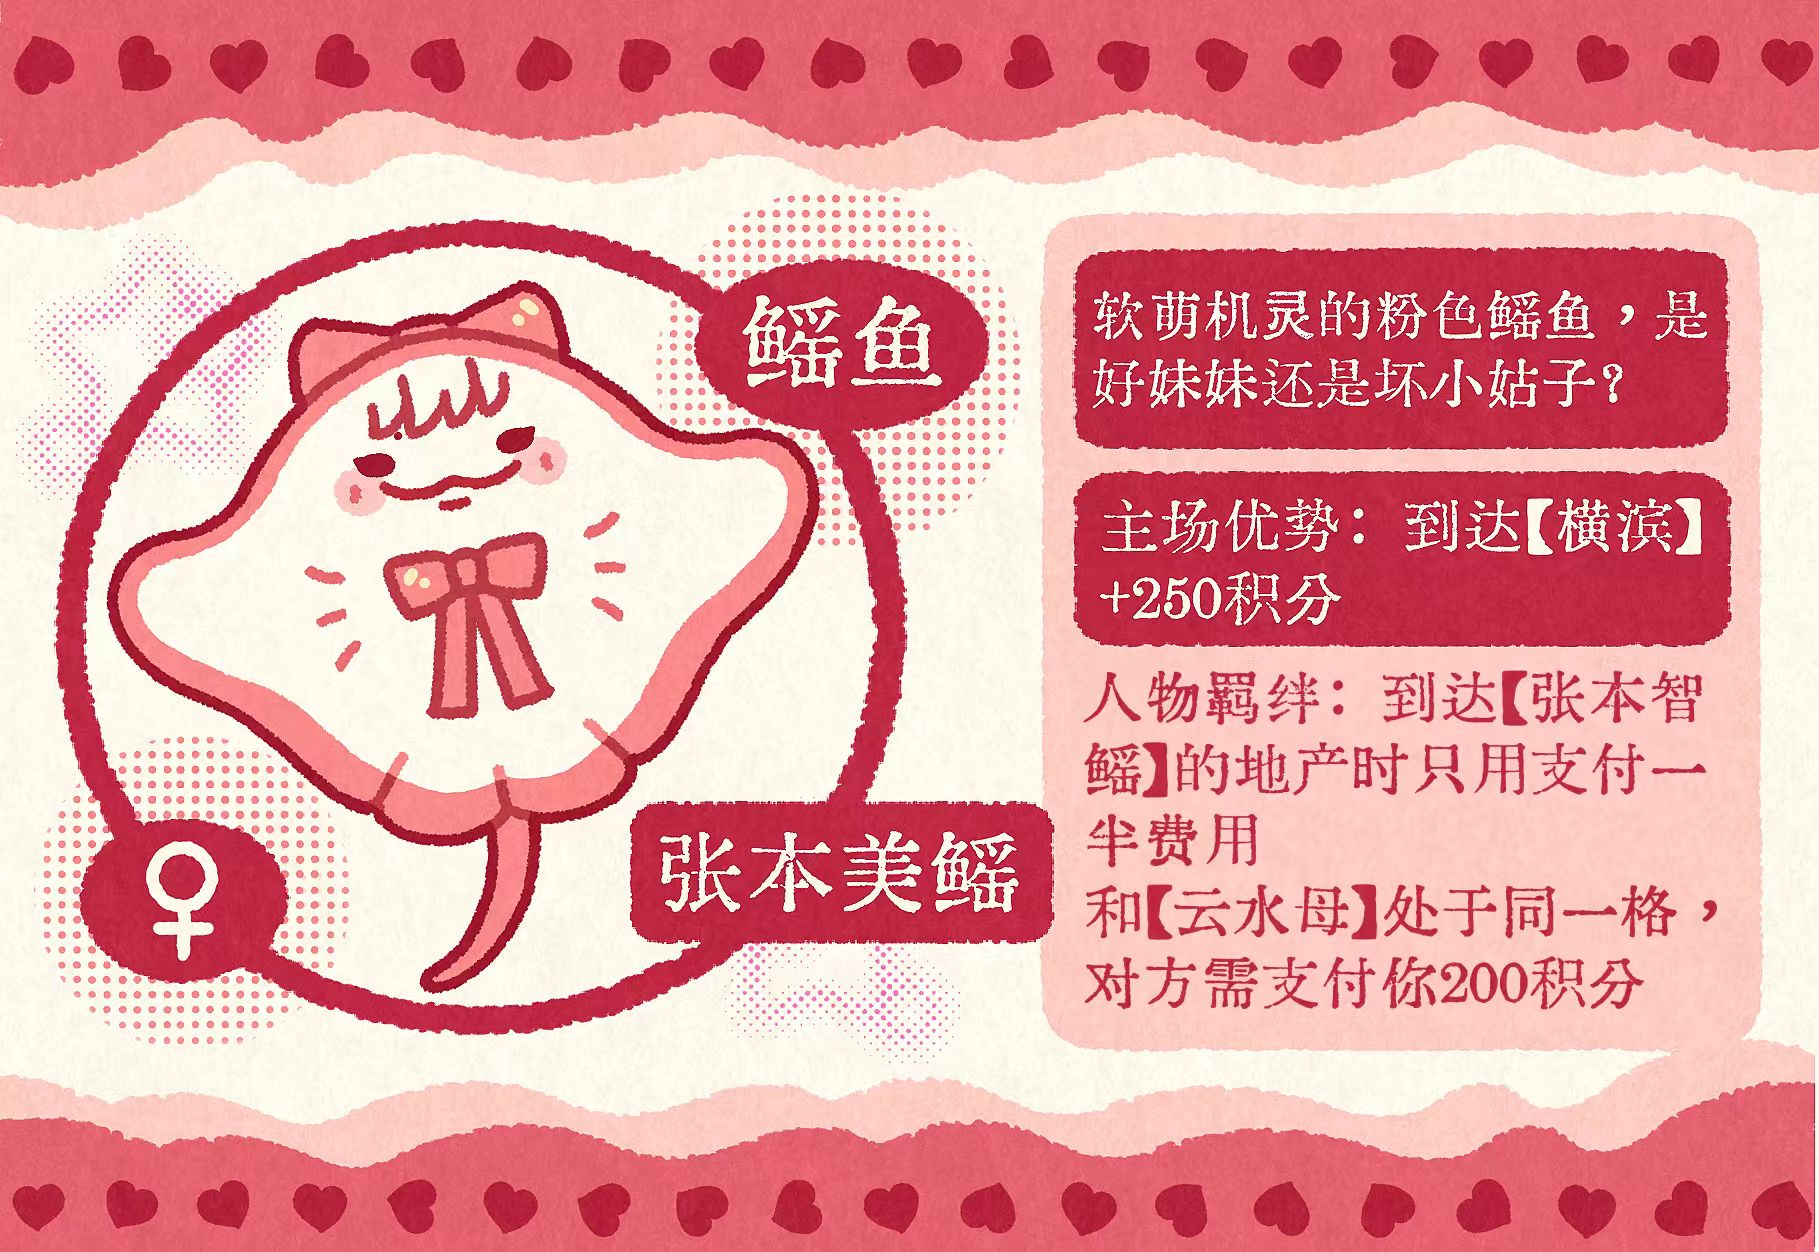 鳐鱼
♀
张本美鳐
软萌机灵的粉色鳐鱼，是
好妹妹还是坏小姑子？
主场优势：到达【横滨】
+250积分
人物羁绊：到达【张本智
鳐】的地产时只用支付一
半费用
和【云水母】处于同一格，
对方需支付你200积分